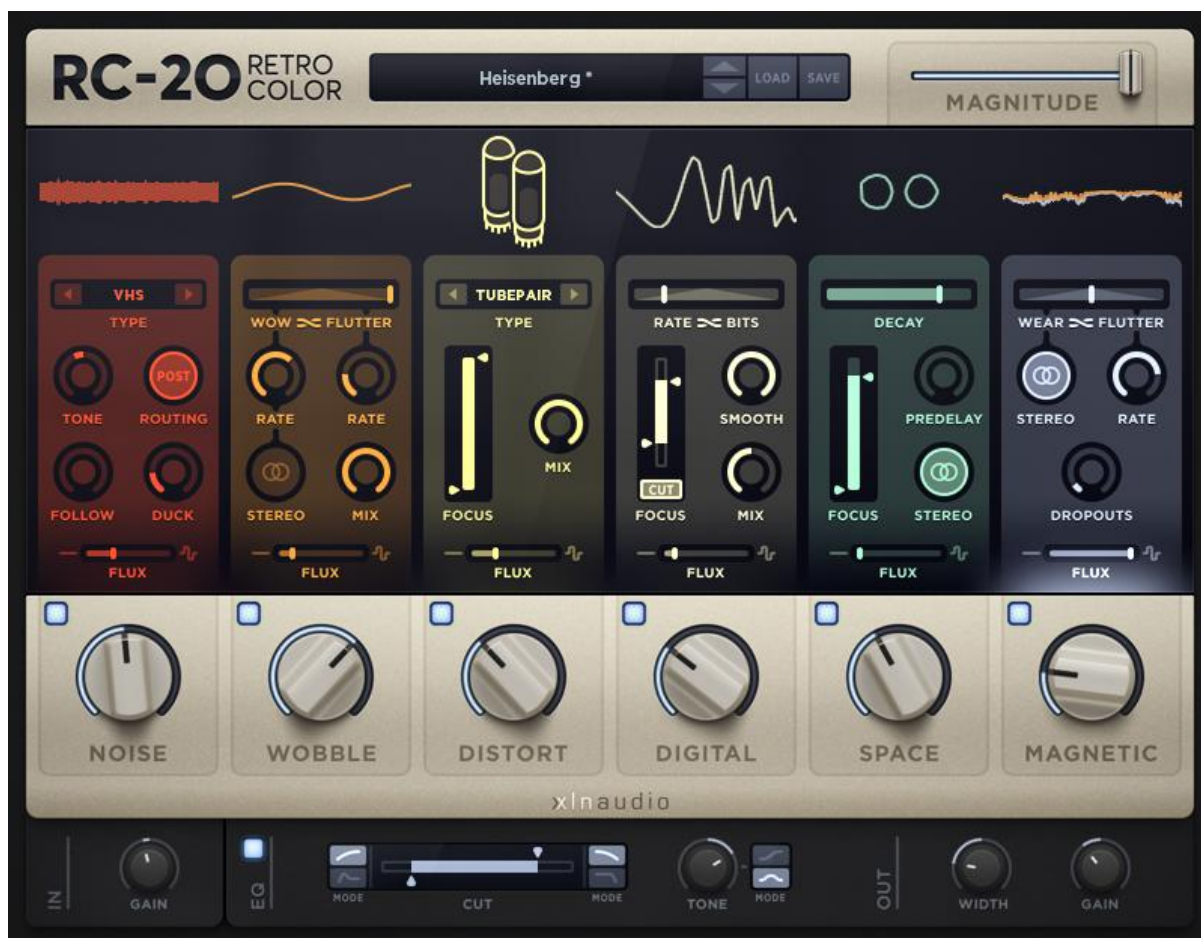 RC-20 RETRO COLOR
Heisenberg *
LOAD
SAVE
MAGNITUDE
VHS
TYPE
TONE
POST
ROUTING
FOLLOW
DUCK
FLUX
WOW FLUTTER
RATE
RATE
STEREO
MIX
FLUX
TUBEPAIR
TYPE
MIX
FOCUS
FLUX
RATE BITS
SMOOTH
CUT
FOCUS
MIX
FLUX
DECAY
PREDELAY
FOCUS
STEREO
FLUX
WEAR FLUTTER
STEREO
RATE
DROPOUTS
FLUX
NOISE
WOBBLE
DISTORT
DIGITAL
SPACE
MAGNETIC
xlnaudio
IN
GAIN
EQ
MODE
CUT
MODE
TONE
MODE
OUT
WIDTH
GAIN